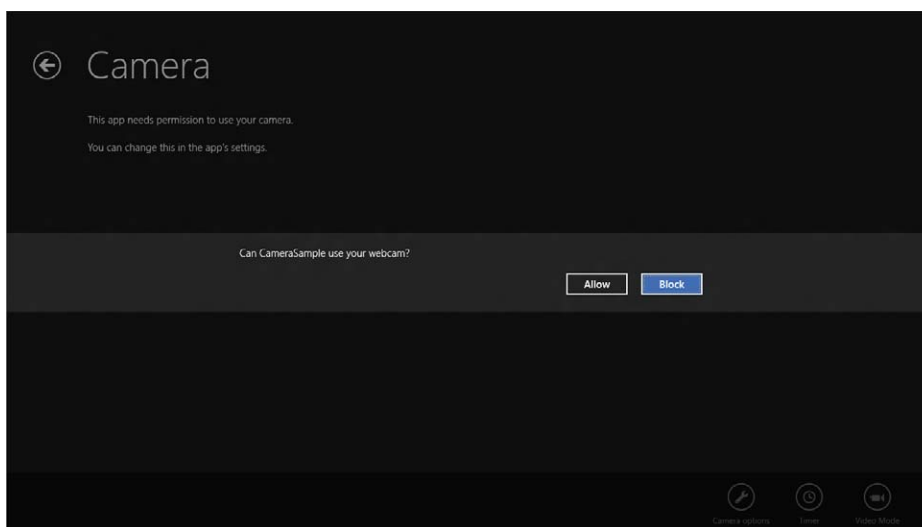 Camera
This app needs permission to use your camera.
You can change this in the app's settings.
Can CameraSample use your webcam?
Allow Block
Camera options Timer Video Mode